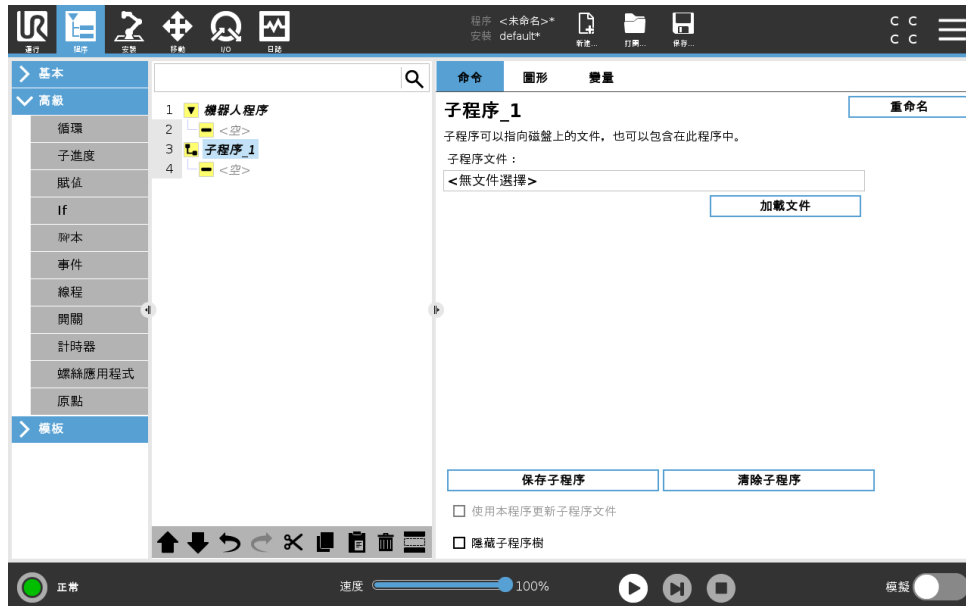 UR
運行
程序
安裝
移動
I/O
日誌
程序 <未命名>*
安裝 default*
新建...
打開...
保存...
C C
C C
基本
高級
循環
子進度
賦值
If
腳本
事件
線程
開關
計時器
螺絲應用程式
原點
模板
1 機器人程序
2 <空>
3 子程序_1
4 <空>
命令 圖形 變量
子程序_1
重命名
子程序可以指向磁盤上的文件，也可以包含在此程序中。
子程序文件：
<無文件選擇>
加載文件
保存子程序 清除子程序
使用本程序更新子程序文件
隱藏子程序樹
正常
速度 100%
模擬